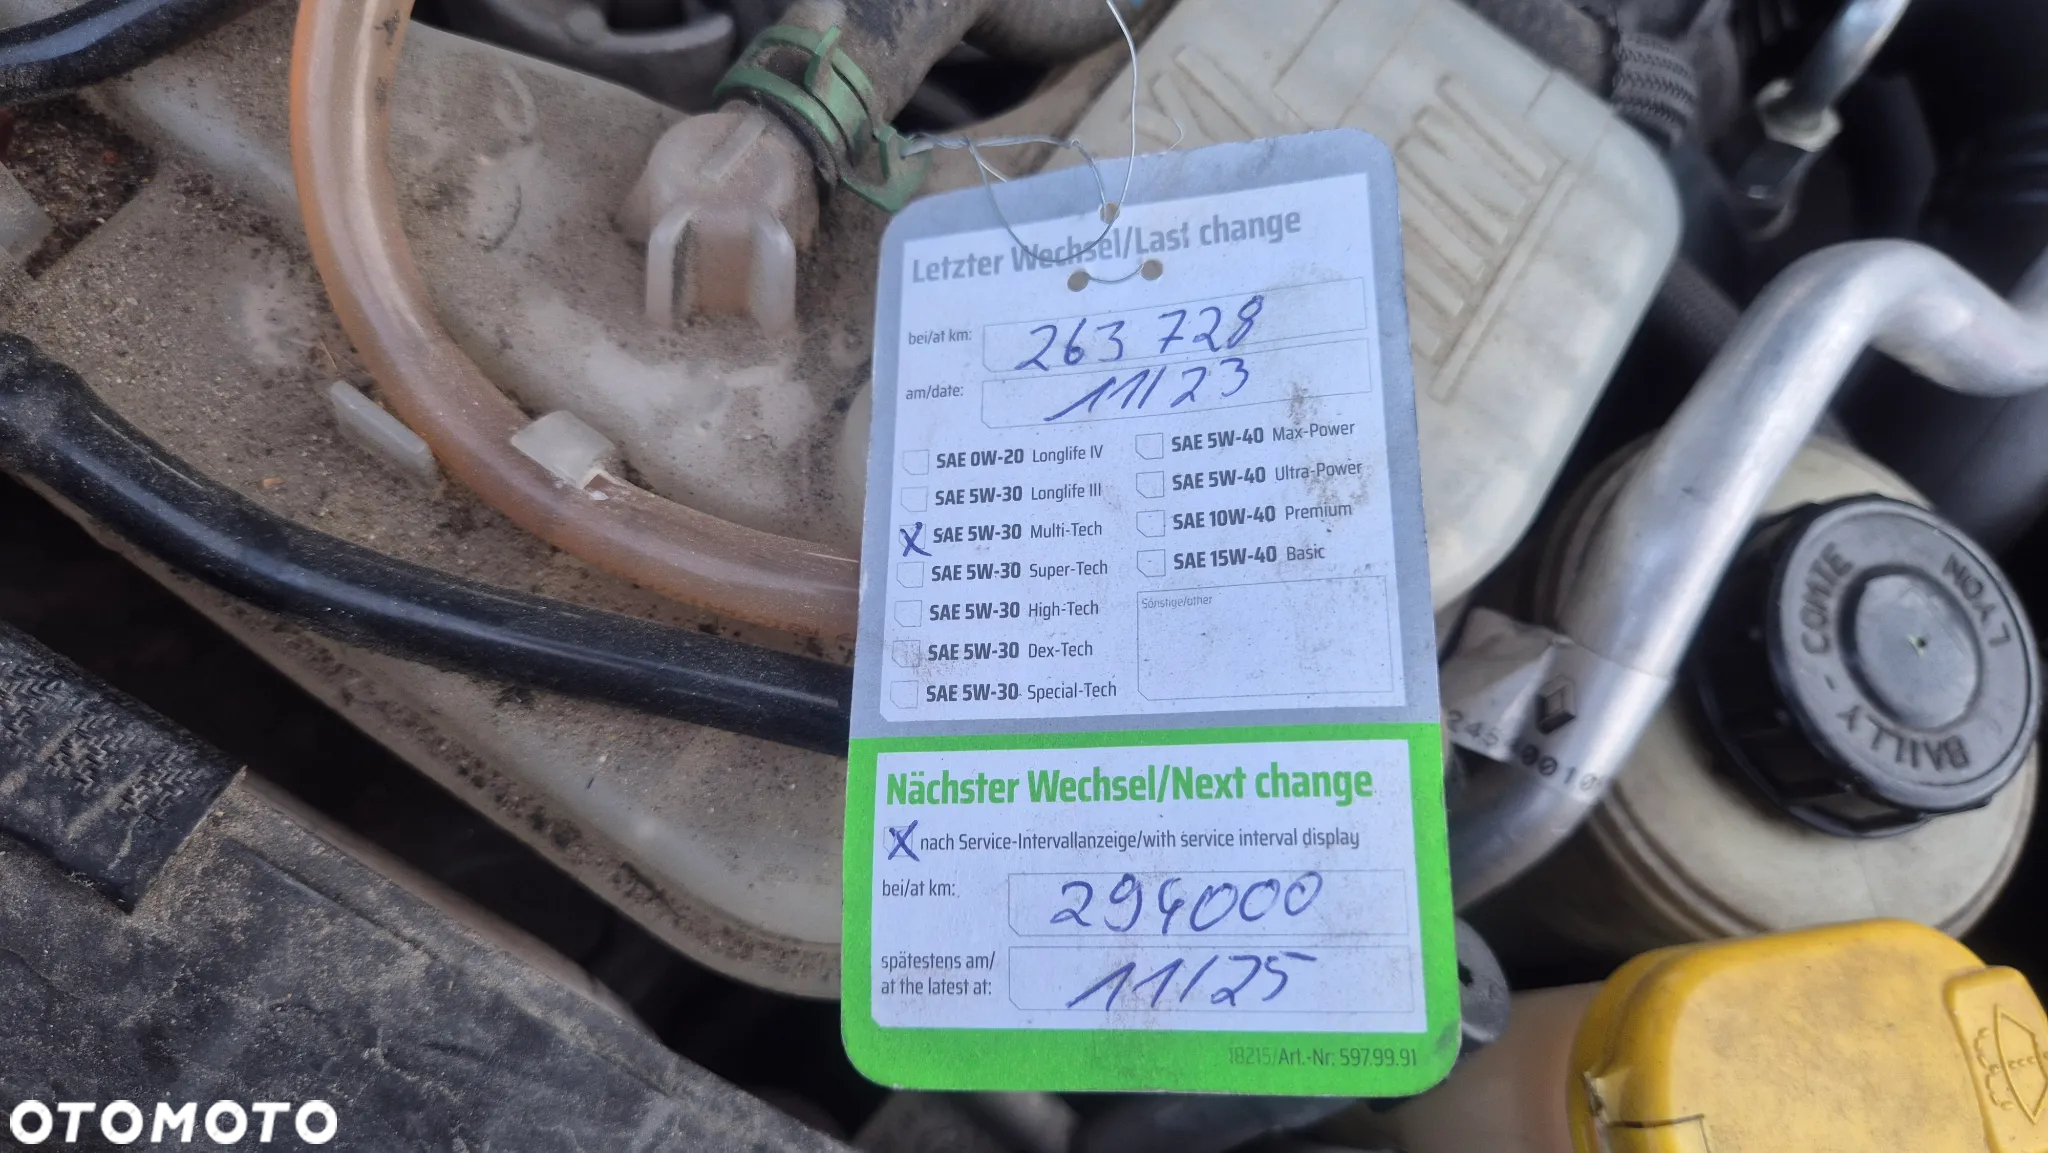 Letzter Wechsel/Last change
bei/at km: 263 728
am/date: 11/23
SAE 0W-20 Longlife IV
SAE 5W-30 Longlife III
X SAE 5W-30 Multi-Tech
SAE 5W-30 Super-Tech
SAE 5W-30 High-Tech
SAE 5W-30 Dex-Tech
SAE 5W-30 Special-Tech
SAE 5W-40 Max-Power
SAE 5W-40 Ultra-Power
SAE 10W-40 Premium
SAE 15W-40 Basic
Sonstige/other
Nächster Wechsel/Next change
X nach Service-Intervallanzeige/with service interval display
bei/at km: 294000
spätestens am/
at the latest at: 11/25
18215/Art.-Nr: 597.99.91
BAILLY - COMTE LYON
OTOMOTO